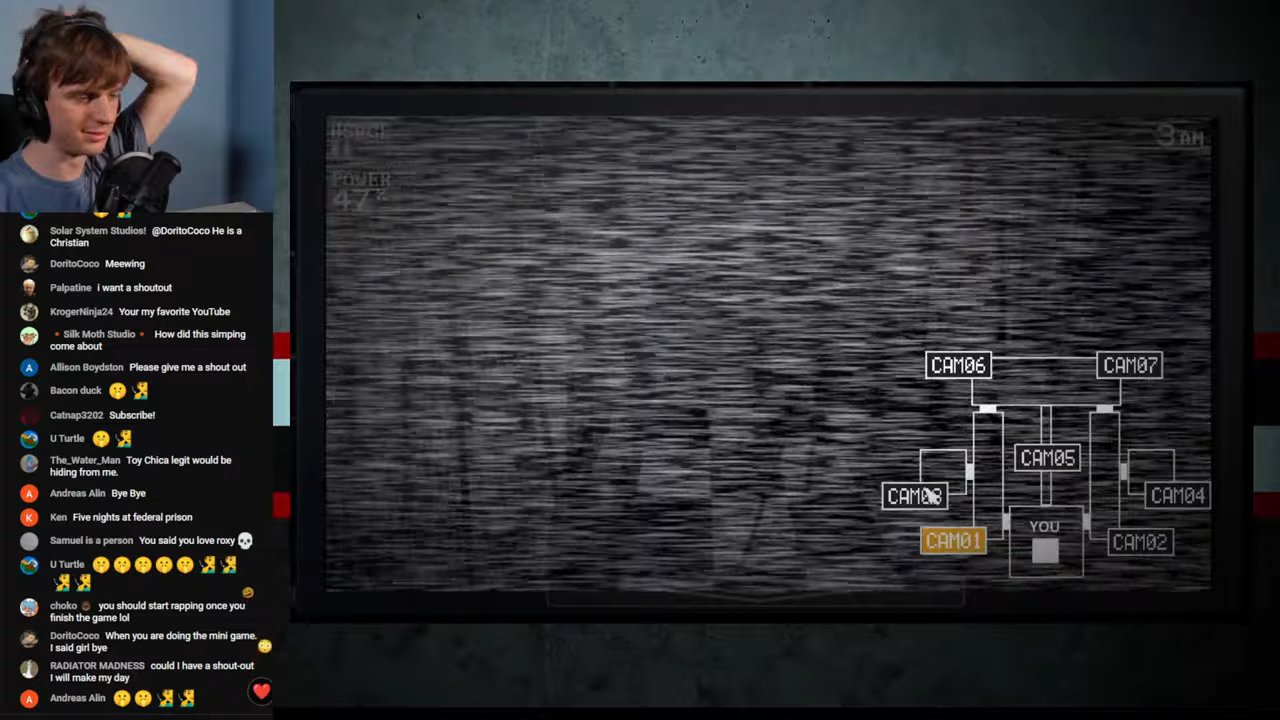 Solar System Studios! @DoritoCoco He is a
Christian
DoritoCoco Meewing
Palpatine i want a shoutout
KrogerNinja24 Your my favorite YouTube
Silk Moth Studio How did this simping
come about
A
Allison Boydston Please give me a shout out
Bacon duck
Catnap3202 Subscribe!
U Turtle
The_Water_Man Toy Chica legit would be
hiding from me.
A
Andreas Alin Bye Bye
K
Ken Five nights at federal prison
Samuel is a person You said you love roxy
U Turtle
choko you should start rapping once you
finish the game lol
DoritoCoco When you are doing the mini game.
I said girl bye
RADIATOR MADNESS could I have a shout-out
I will make my day
A
Andreas Alin
3 AM
POWER
47%
CAM06
CAM07
CAM05
CAM03
CAM04
CAM01
YOU
CAM02